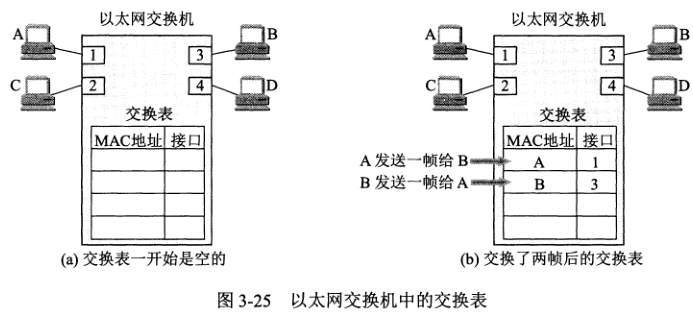 以太网交换机
A
B
1
3
C
D
2
4
交换表
MAC地址 接口
(a) 交换表一开始是空的
以太网交换机
A
B
1
3
C
D
2
4
交换表
MAC地址 接口
A 发送一帧给 B A 1
B 发送一帧给 A B 3
(b) 交换了两帧后的交换表
图 3-25 以太网交换机中的交换表